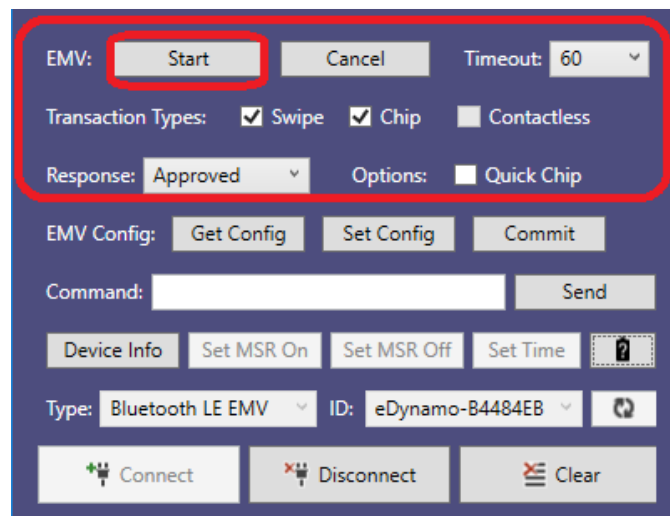 EMV: Start Cancel Timeout: 60
Transaction Types: Swipe Chip Contactless
Response: Approved Options: Quick Chip
EMV Config: Get Config Set Config Commit
Command: Send
Device Info Set MSR On Set MSR Off Set Time ?
Type: Bluetooth LE EMV ID: eDynamo-B4484EB
Connect Disconnect Clear